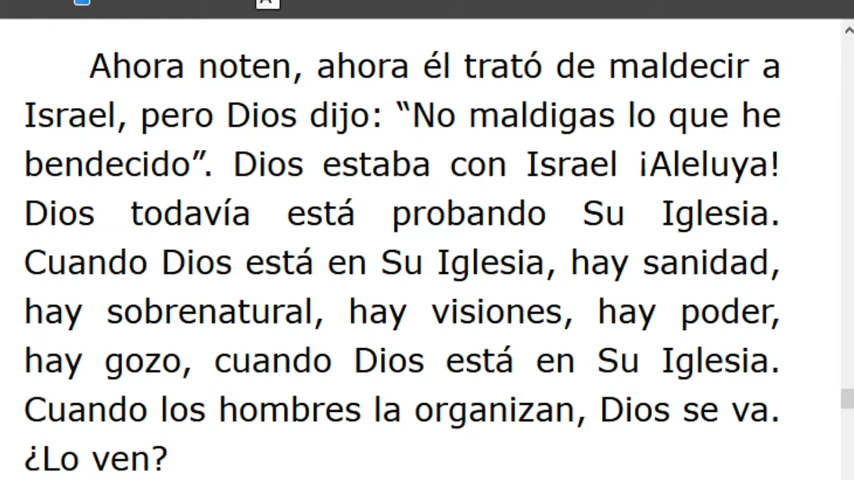 Ahora noten, ahora él trató de maldecir a
Israel, pero Dios dijo: “No maldigas lo que he
bendecido”. Dios estaba con Israel ¡Aleluya!
Dios todavía está probando Su Iglesia.
Cuando Dios está en Su Iglesia, hay sanidad,
hay sobrenatural, hay visiones, hay poder,
hay gozo, cuando Dios está en Su Iglesia.
Cuando los hombres la organizan, Dios se va.
¿Lo ven?